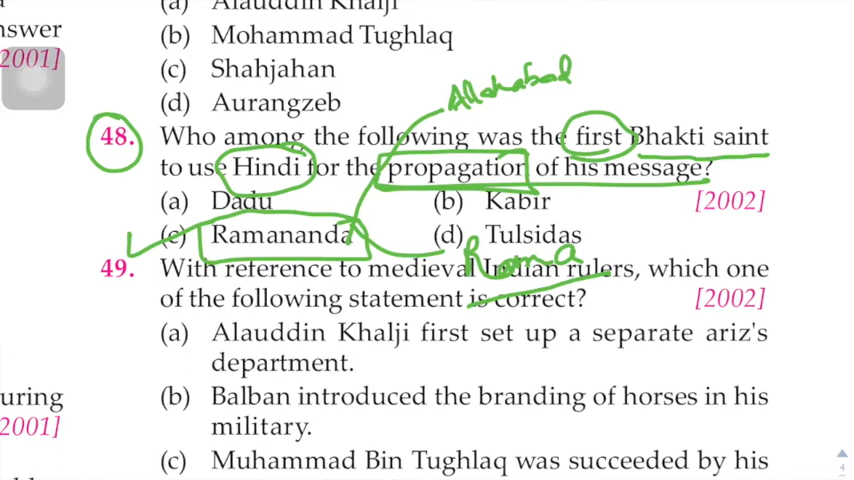 (a) Alauddin Khalji
nswer
(b) Mohammad Tughlaq
2001]
(c) Shahjahan
Allahabad
(d) Aurangzeb
48. Who among the following was the first Bhakti saint
to use Hindi for the propagation of his message?
(a) Dadu (b) Kabir [2002]
(c) Ramananda (d) Tulsidas
Rama
49. With reference to medieval Indian rulers, which one
of the following statement is correct? [2002]
(a) Alauddin Khalji first set up a separate ariz's
department.
uring
(b) Balban introduced the branding of horses in his
2001]
military.
(c) Muhammad Bin Tughlaq was succeeded by his
4